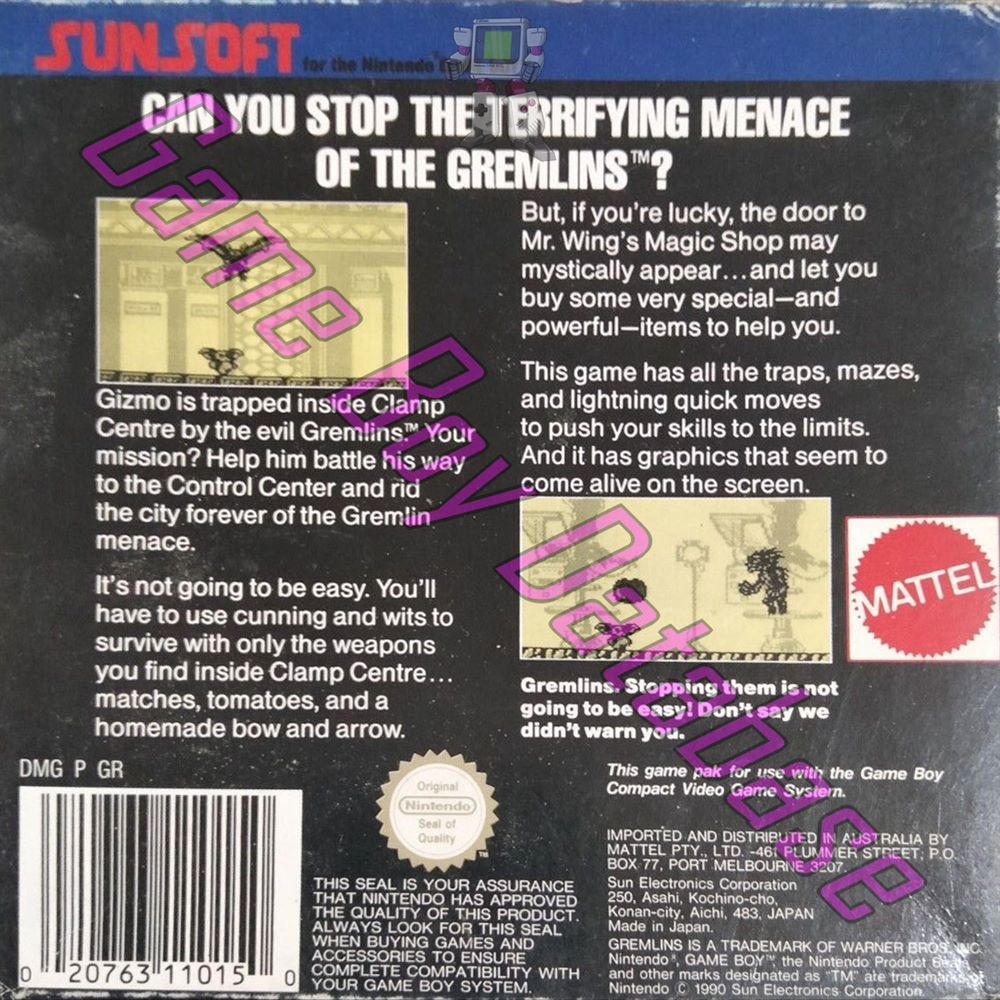 SUNSOFT for the Nintendo
CAN YOU STOP THE TERRIFYING MENACE
OF THE GREMLINS™?
Gizmo is trapped inside Clamp
Centre by the evil Gremlins.™ Your
mission? Help him battle his way
to the Control Center and rid
the city forever of the Gremlin
menace.
It's not going to be easy. You'll
have to use cunning and wits to
survive with only the weapons
you find inside Clamp Centre...
matches, tomatoes, and a
homemade bow and arrow.
But, if you're lucky, the door to
Mr. Wing's Magic Shop may
mystically appear...and let you
buy some very special—and
powerful—items to help you.
This game has all the traps, mazes,
and lightning quick moves
to push your skills to the limits.
And it has graphics that seem to
come alive on the screen.
MATTEL
Gremlins. Stopping them is not
going to be easy! Don't say we
didn't warn you.
DMG P GR
0 20763 11015 0
Original
Nintendo
Seal of
Quality
™
THIS SEAL IS YOUR ASSURANCE
THAT NINTENDO HAS APPROVED
THE QUALITY OF THIS PRODUCT.
ALWAYS LOOK FOR THIS SEAL
WHEN BUYING GAMES AND
ACCESSORIES TO ENSURE
COMPLETE COMPATIBILITY WITH
YOUR GAME BOY SYSTEM.
This game pak for use with the Game Boy
Compact Video Game System.
IMPORTED AND DISTRIBUTED IN AUSTRALIA BY
MATTEL PTY., LTD. -461 PLUMMER STREET, P.O.
BOX 77, PORT MELBOURNE 3207.
Sun Electronics Corporation
250, Asahi, Kochino-cho,
Konan-city, Aichi, 483, JAPAN
Made in Japan.
GREMLINS IS A TRADEMARK OF WARNER BROS. INC.
Nintendo®, GAME BOY™, the Nintendo Product Seals
and other marks designated as "TM" are trademarks of
Nintendo © 1990 Sun Electronics Corporation.
Game Boy Database